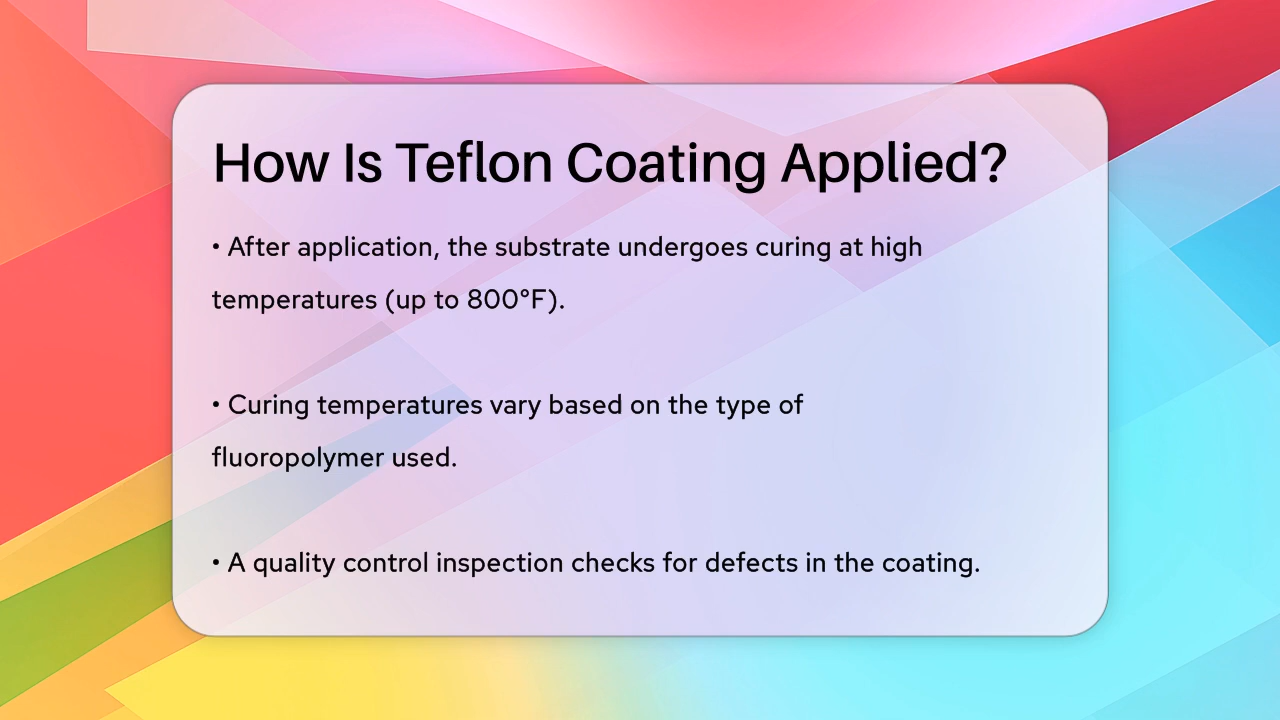 How Is Teflon Coating Applied?
• After application, the substrate undergoes curing at high
temperatures (up to 800°F).
• Curing temperatures vary based on the type of
fluoropolymer used.
• A quality control inspection checks for defects in the coating.